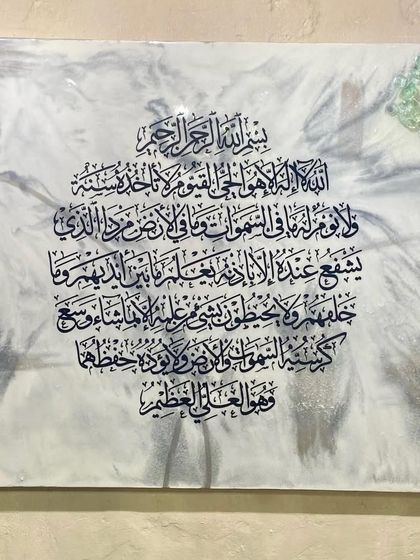 بسم الله الرحمن الرحيم
الله لا إله إلا هو الحي القيوم لا تأخذه سنة
ولا نوم له ما في السموات وما في الأرض من ذا الذي
يشفع عنده إلا بإذنه يعلم ما بين أيديهم وما
خلفهم ولا يحيطون بشيء من علمه إلا بما شاء وسع
كرسيه السموات والأرض ولا يؤده حفظهما
وهو العلي العظيم